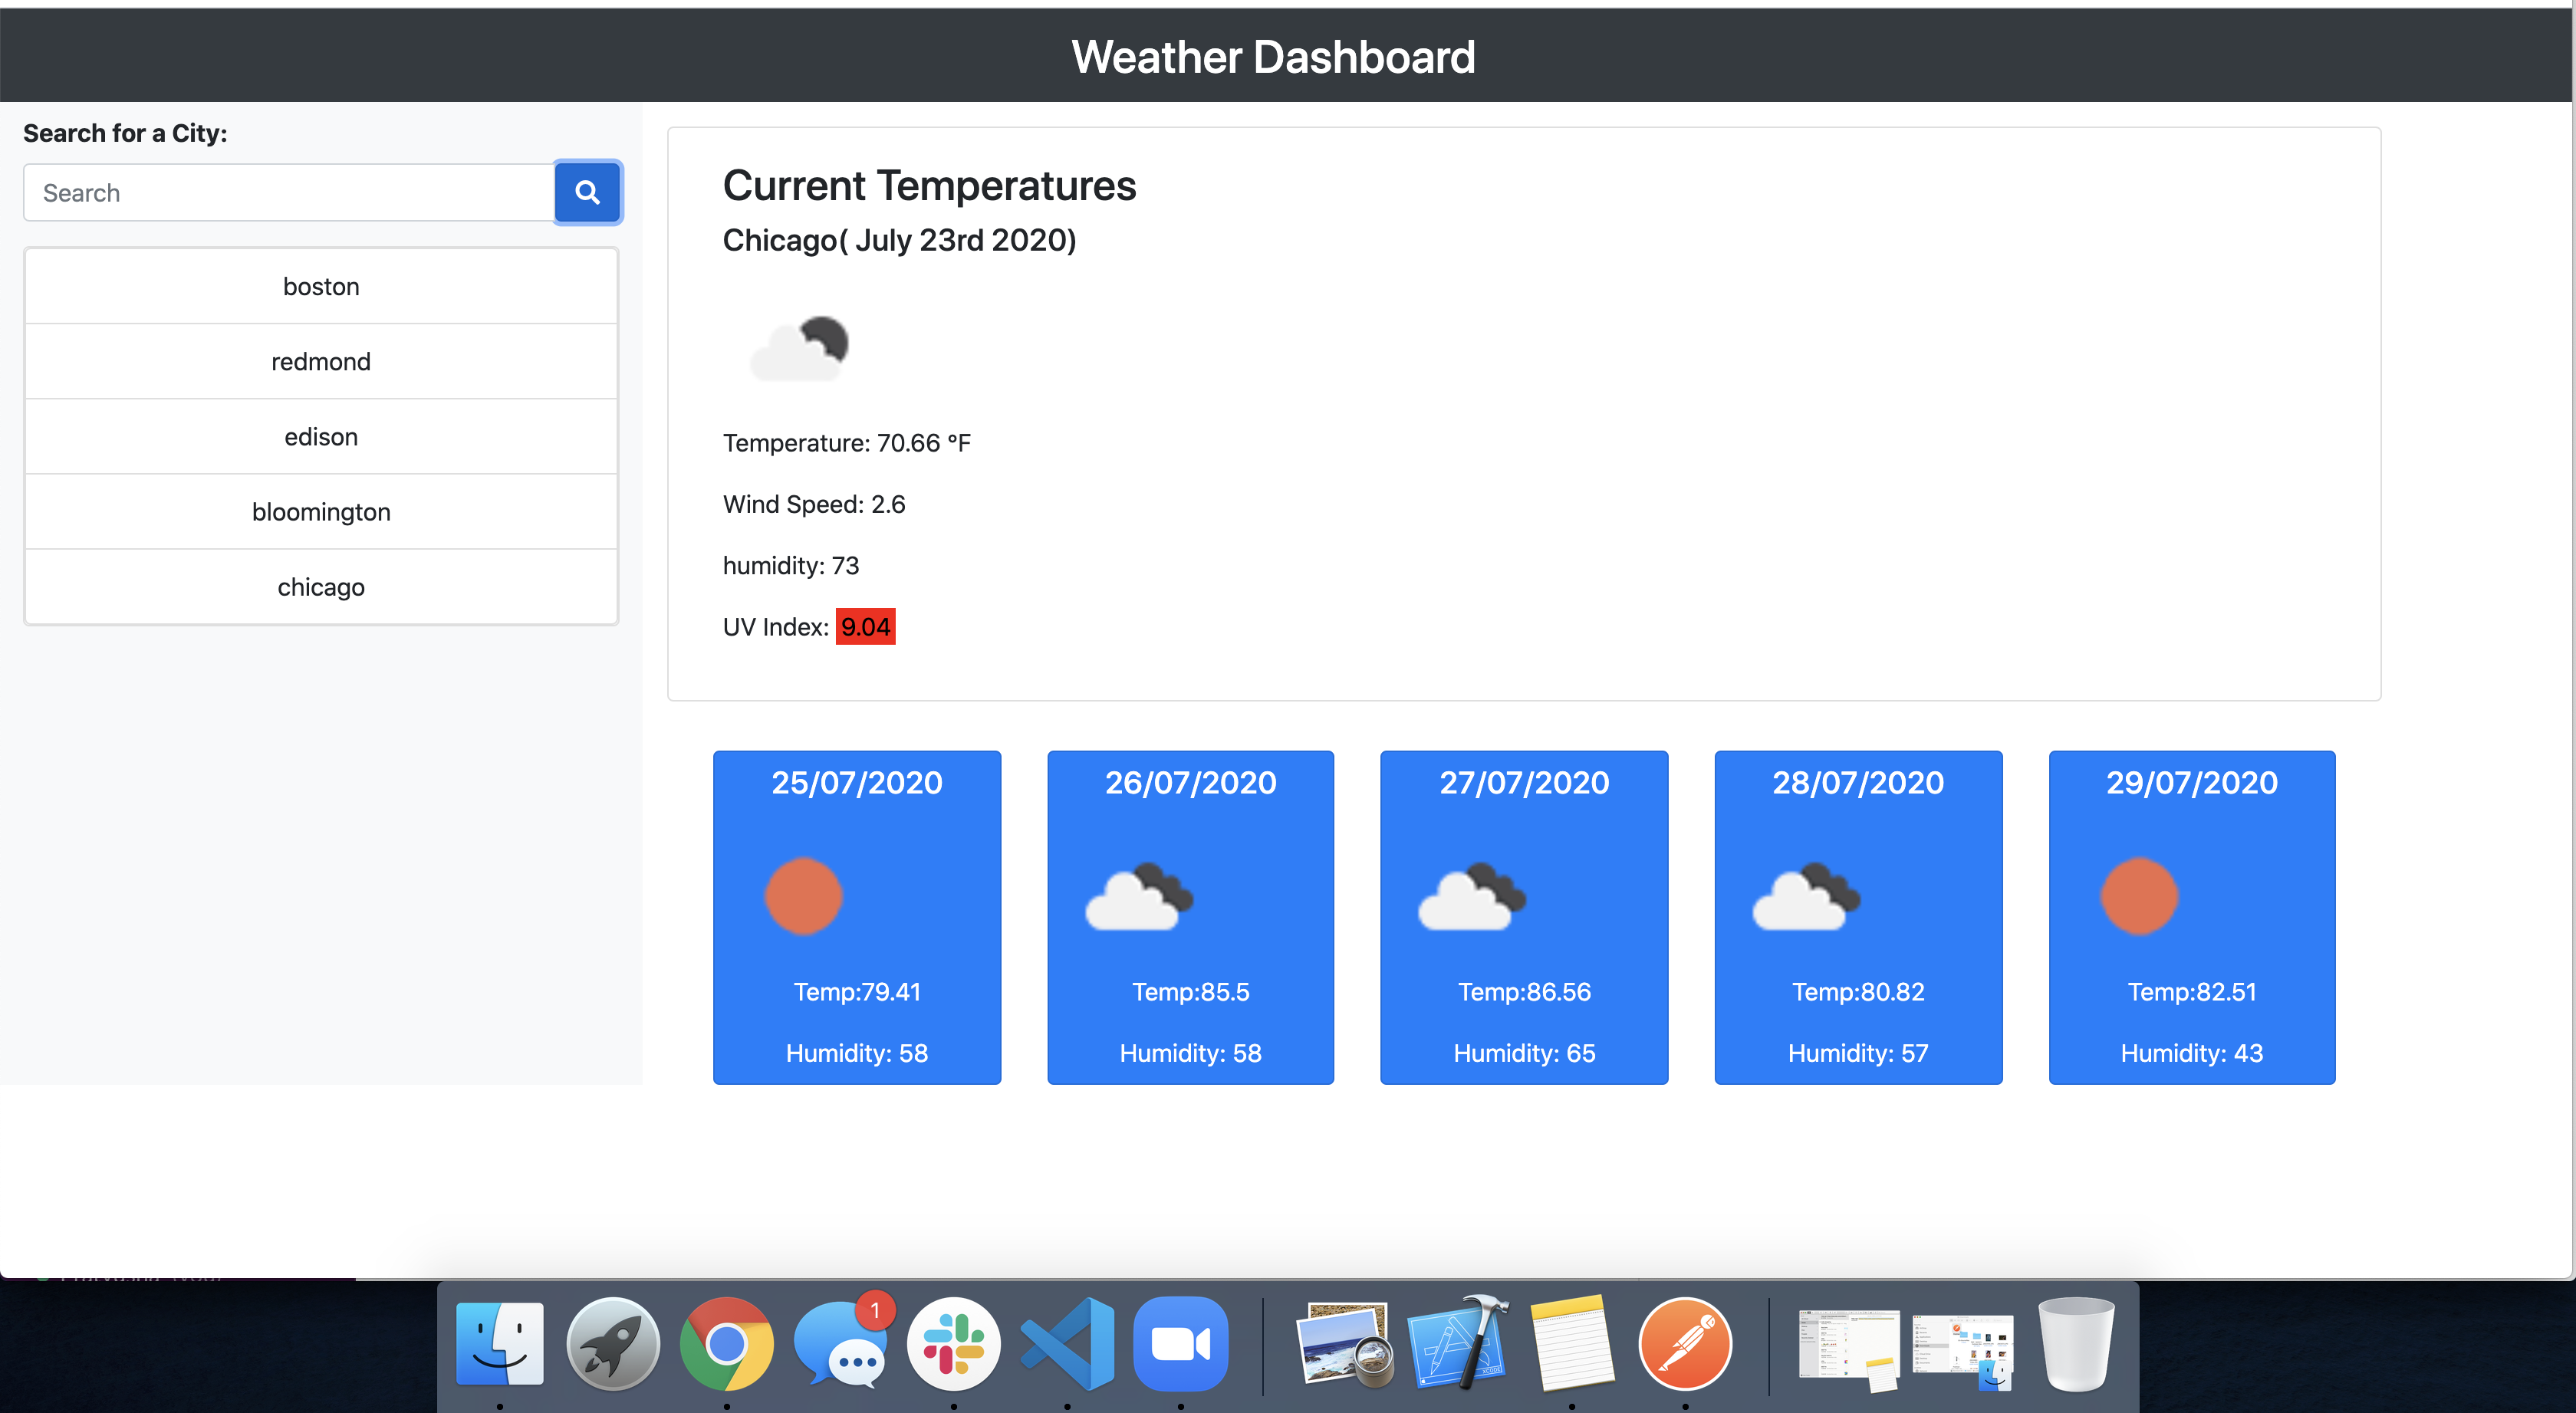 Weather Dashboard
Search for a City:
Search
boston
redmond
edison
bloomington
chicago
Current Temperatures
Chicago( July 23rd 2020)
Temperature: 70.66 °F
Wind Speed: 2.6
humidity: 73
UV Index: 9.04
25/07/2020
Temp:79.41
Humidity: 58
26/07/2020
Temp:85.5
Humidity: 58
27/07/2020
Temp:86.56
Humidity: 65
28/07/2020
Temp:80.82
Humidity: 57
29/07/2020
Temp:82.51
Humidity: 43
1